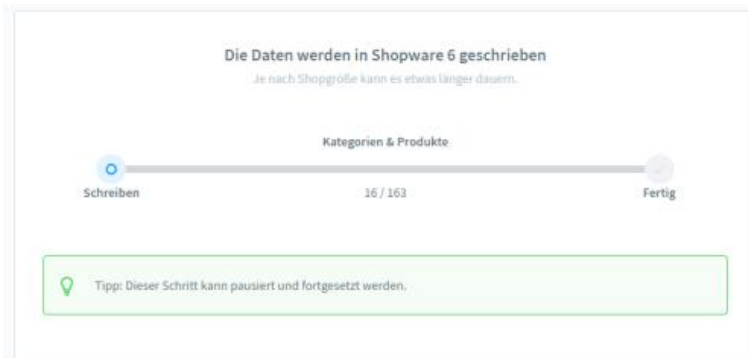 Die Daten werden in Shopware 6 geschrieben
Je nach Shopgröße kann es etwas länger dauern.
Kategorien & Produkte
Schreiben
16 / 163
Fertig
Tipp: Dieser Schritt kann pausiert und fortgesetzt werden.